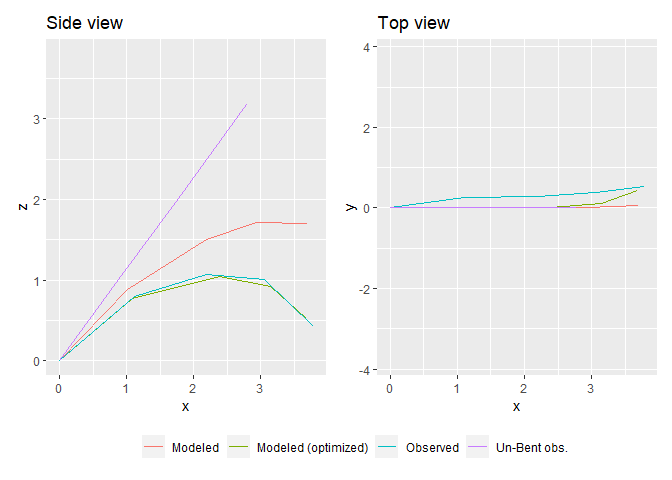 Side view
Top view
3
2
1
0
z
0 1 2 3
x
4
2
0
-2
-4
y
0 1 2 3
x
Modeled Modeled (optimized) Observed Un-Bent obs.